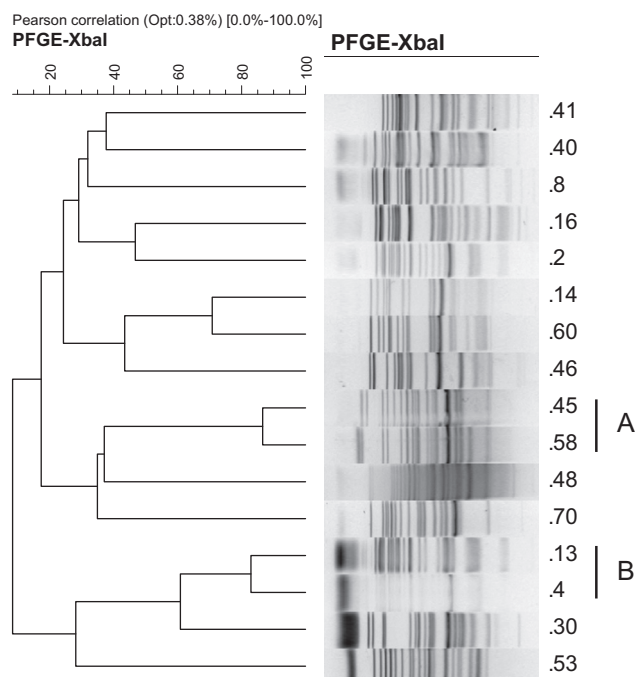 Pearson correlation (Opt:0.38%) [0.0%-100.0%]
PFGE-XbaI
PFGE-XbaI
20 40 60 80 100
.41
.40
.8
.16
.2
.14
.60
.46
.45
A
.58
.48
.70
.13
B
.4
.30
.53